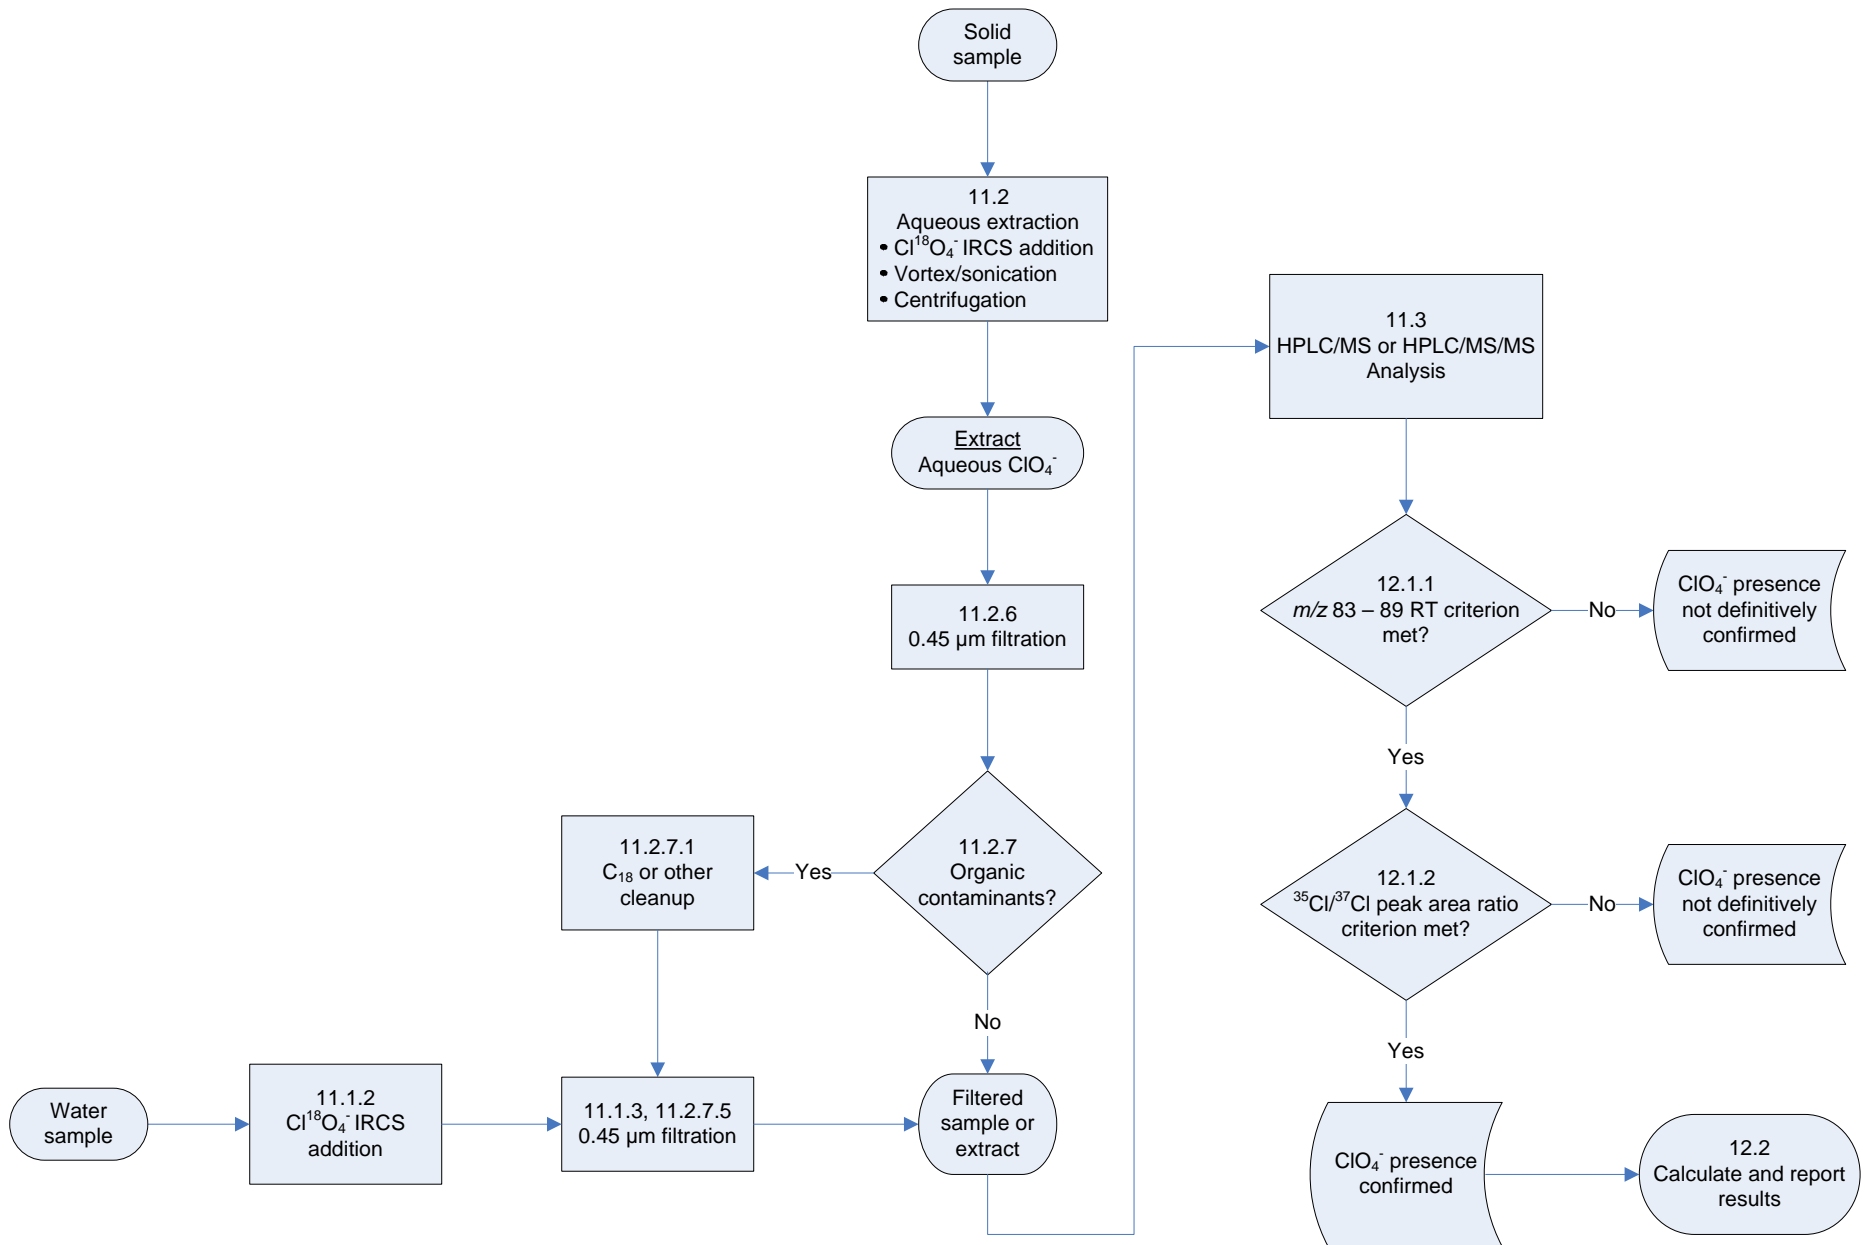 Solid
sample
11.2
Aqueous extraction
• Cl¹⁸O₄⁻ IRCS addition
• Vortex/sonication
• Centrifugation
Extract
Aqueous ClO₄⁻
11.2.6
0.45 µm filtration
11.2.7
Organic
contaminants?
Yes
11.2.7.1
C₁₈ or other
cleanup
No
Water
sample
11.1.2
Cl¹⁸O₄⁻ IRCS
addition
11.1.3, 11.2.7.5
0.45 µm filtration
Filtered
sample or
extract
11.3
HPLC/MS or HPLC/MS/MS
Analysis
12.1.1
m/z 83 – 89 RT criterion
met?
No
ClO₄⁻ presence
not definitively
confirmed
Yes
12.1.2
³⁵Cl/³⁷Cl peak area ratio
criterion met?
No
ClO₄⁻ presence
not definitively
confirmed
Yes
ClO₄⁻ presence
confirmed
12.2
Calculate and report
results